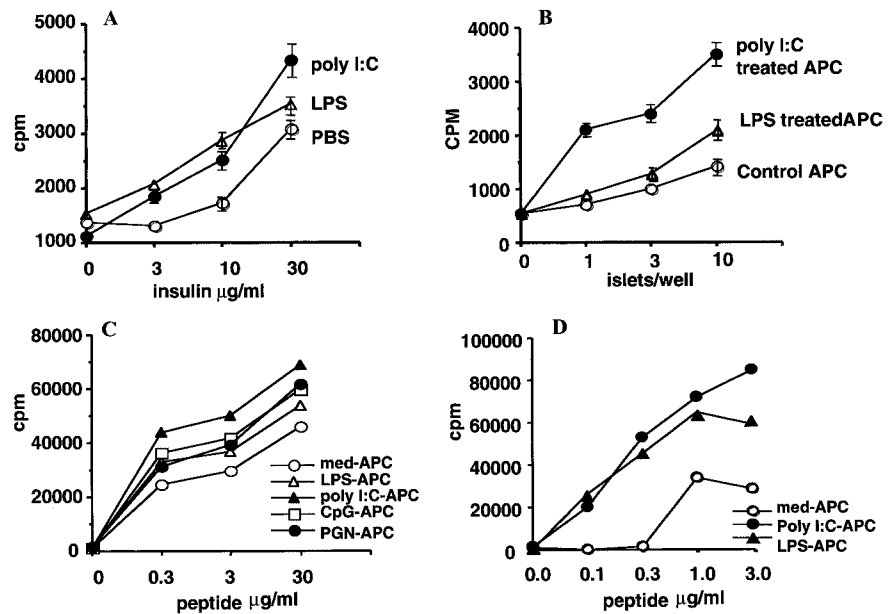 A
5000
4000
3000
2000
1000
cpm
poly I:C
LPS
PBS
0 3 10 30
insulin μg/ml
B
4000
3000
2000
1000
0
CPM
poly I:C
treated APC
LPS treatedAPC
Control APC
0 1 3 10
islets/well
C
80000
60000
40000
20000
0
cpm
med-APC
LPS-APC
poly I:C-APC
CpG-APC
PGN-APC
0 0.3 3 30
peptide μg/ml
D
100000
80000
60000
40000
20000
0
cpm
med-APC
Poly I:C-APC
LPS-APC
0.0 0.1 0.3 1.0 3.0
peptide μg/ml